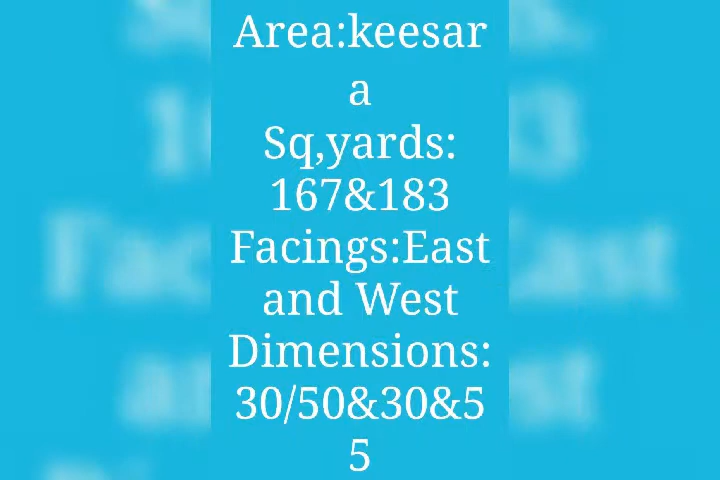 Area:keesar
a
Sq,yards:
167&183
Facings:East
and West
Dimensions:
30/50&30&5
5